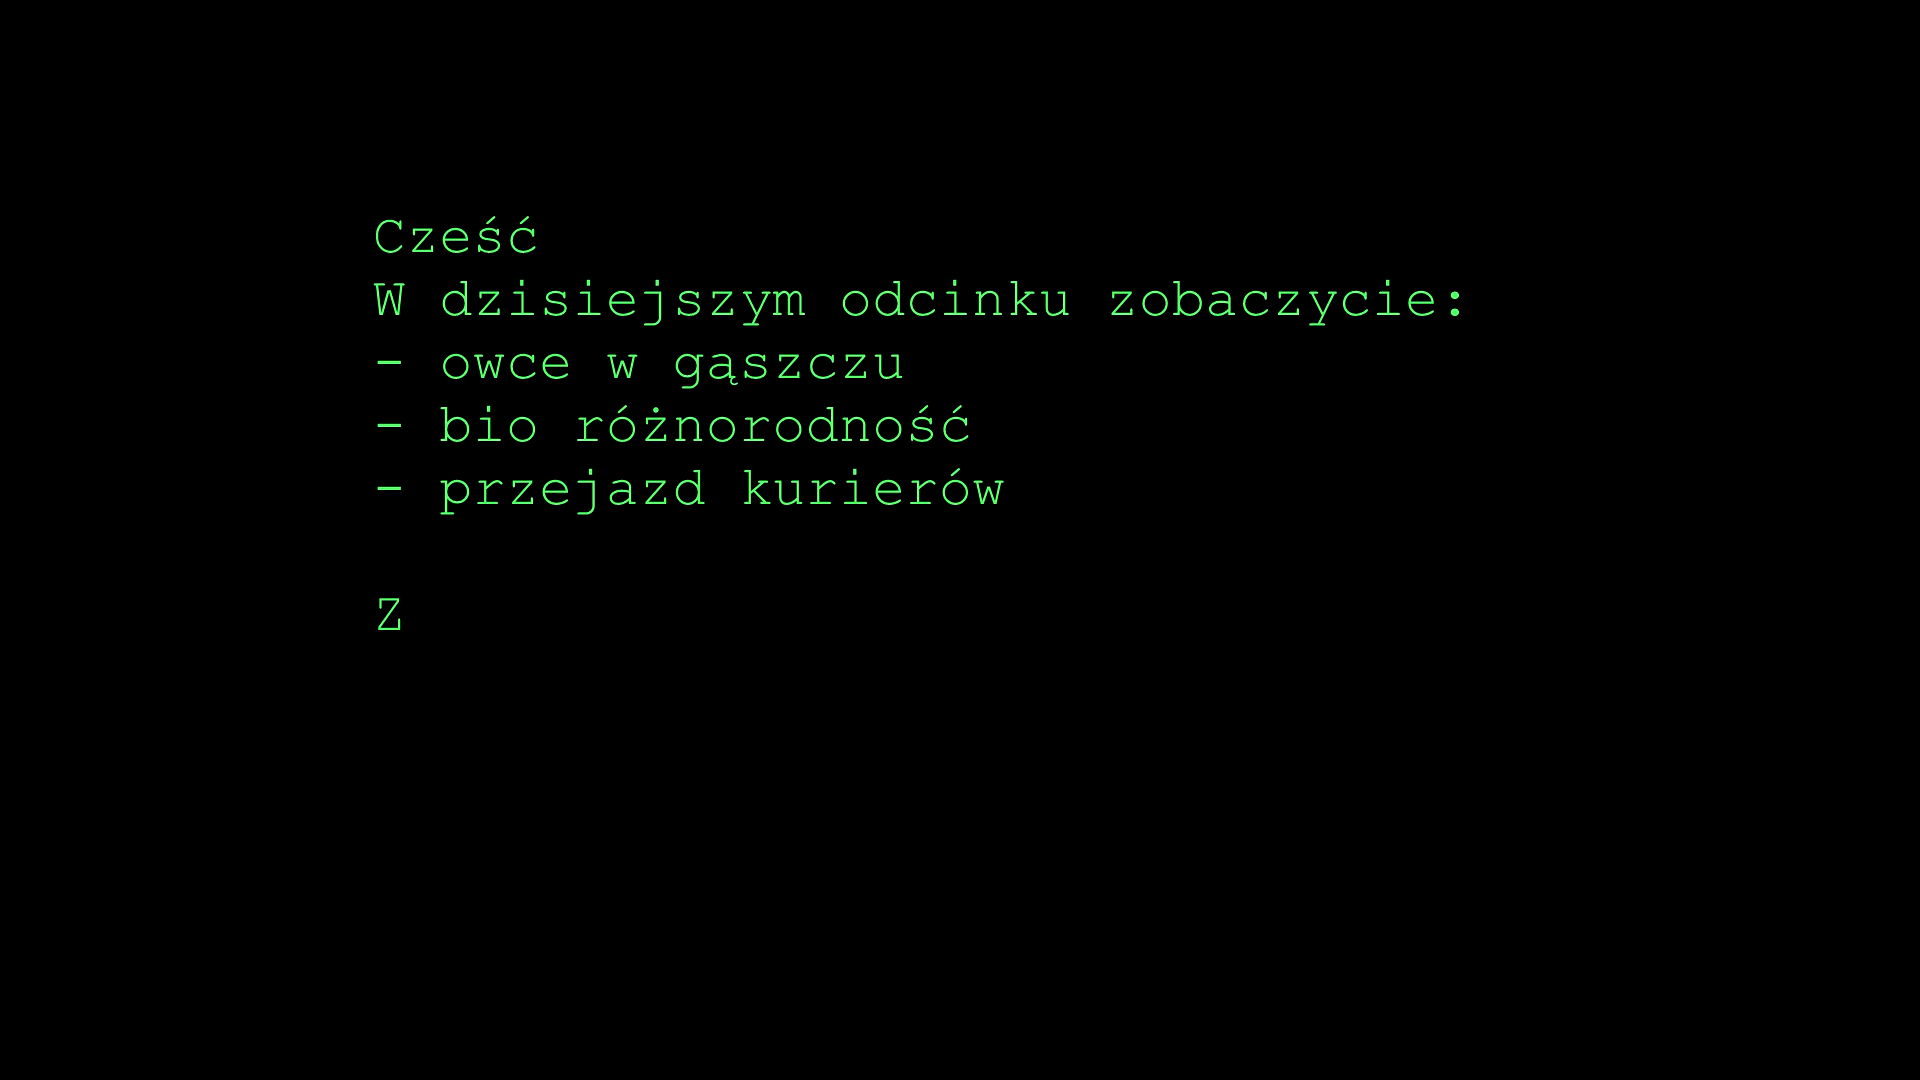 Cześć
W dzisiejszym odcinku zobaczycie:
- owce w gąszczu
- bio różnorodność
- przejazd kurierów
Z